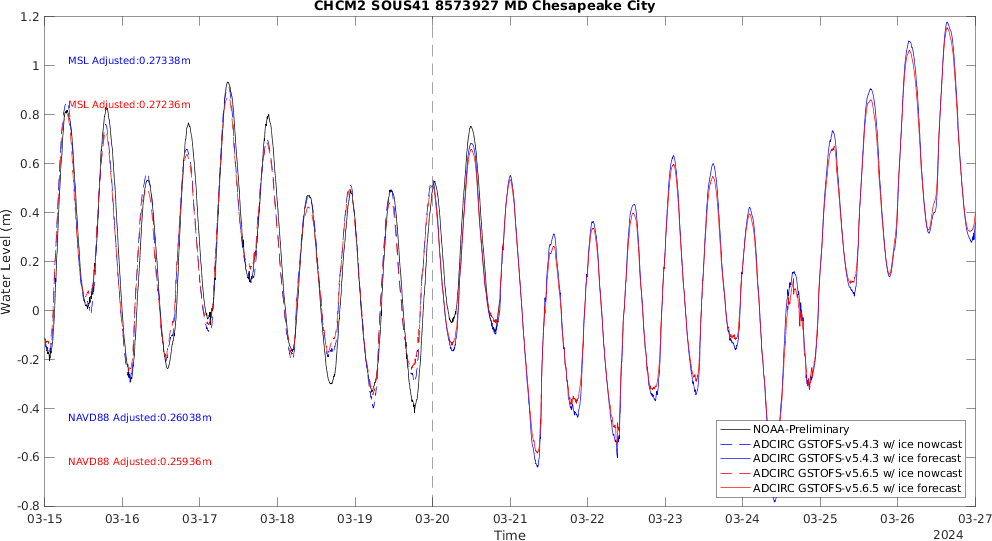 CHCM2 SOUS41 8573927 MD Chesapeake City
1.2
1
0.8
0.6
0.4
0.2
0
-0.2
-0.4
-0.6
-0.8
Water Level (m)
MSL Adjusted:0.27338m
MSL Adjusted:0.27236m
NAVD88 Adjusted:0.26038m
NAVD88 Adjusted:0.25936m
NOAA-Preliminary
ADCIRC GSTOFS-v5.4.3 w/ ice nowcast
ADCIRC GSTOFS-v5.4.3 w/ ice forecast
ADCIRC GSTOFS-v5.6.5 w/ ice nowcast
ADCIRC GSTOFS-v5.6.5 w/ ice forecast
03-15 03-16 03-17 03-18 03-19 03-20 03-21 03-22 03-23 03-24 03-25 03-26 03-27
Time
2024